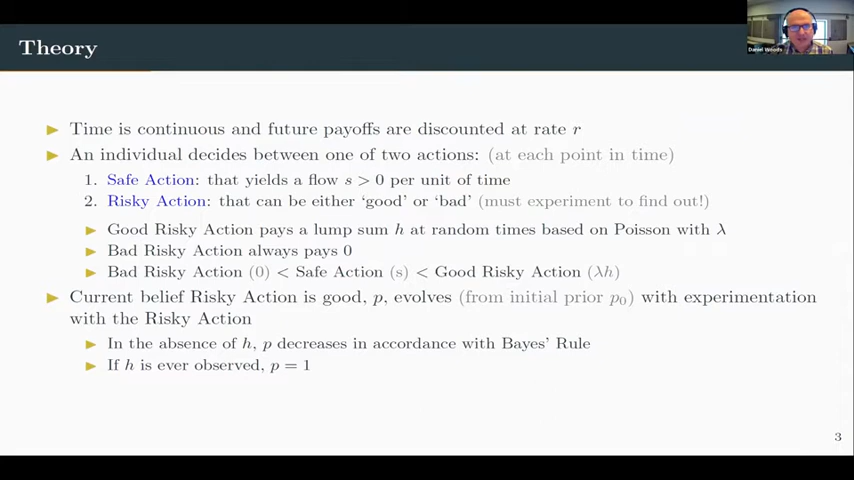 Theory
Daniel Woods
▶ Time is continuous and future payoffs are discounted at rate r
▶ An individual decides between one of two actions: (at each point in time)
1. Safe Action: that yields a flow s > 0 per unit of time
2. Risky Action: that can be either ‘good’ or ‘bad’ (must experiment to find out!)
▶ Good Risky Action pays a lump sum h at random times based on Poisson with λ
▶ Bad Risky Action always pays 0
▶ Bad Risky Action (0) < Safe Action (s) < Good Risky Action (λh)
▶ Current belief Risky Action is good, p, evolves (from initial prior p₀) with experimentation
with the Risky Action
▶ In the absence of h, p decreases in accordance with Bayes’ Rule
▶ If h is ever observed, p = 1
3